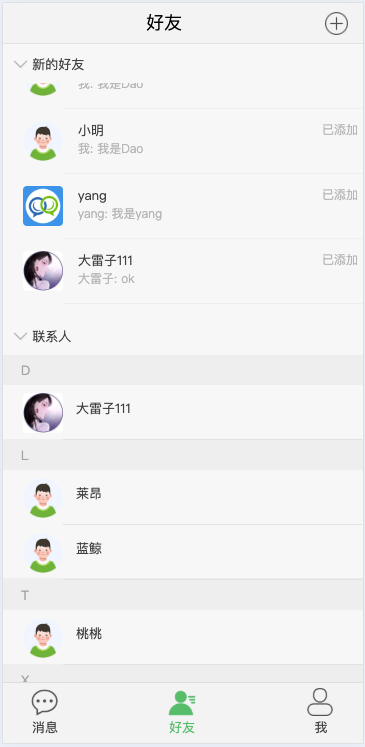 好友
新的好友
我: 我是Dao
小明
已添加
我: 我是Dao
yang
已添加
yang: 我是yang
大雷子111
已添加
大雷子: ok
联系人
D
大雷子111
L
莱昂
蓝鲸
T
桃桃
X
消息
好友
我